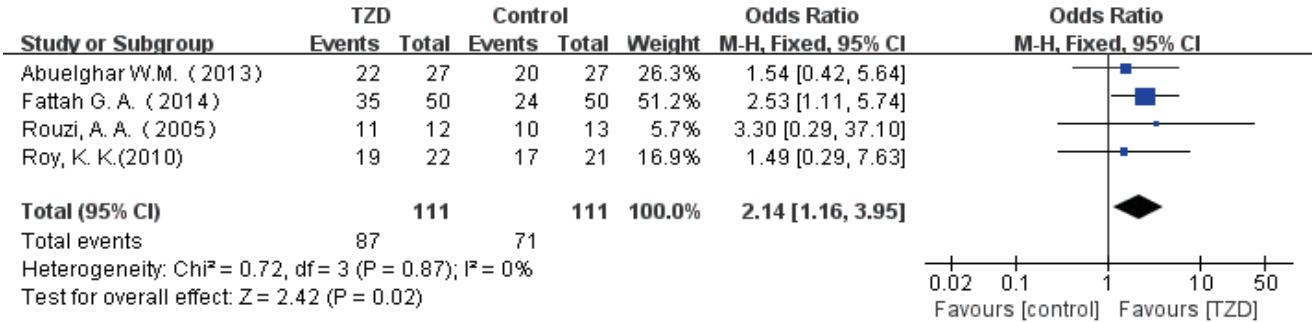 TZD Control Odds Ratio Odds Ratio
Study or Subgroup Events Total Events Total Weight M-H, Fixed, 95% CI M-H, Fixed, 95% CI
Abuelghar W.M. (2013) 22 27 20 27 26.3% 1.54 [0.42, 5.64]
Fattah G. A. (2014) 35 50 24 50 51.2% 2.53 [1.11, 5.74]
Rouzi, A. A. (2005) 11 12 10 13 5.7% 3.30 [0.29, 37.10]
Roy, K. K.(2010) 19 22 17 21 16.9% 1.49 [0.29, 7.63]
Total (95% CI) 111 111 100.0% 2.14 [1.16, 3.95]
Total events 87 71
Heterogeneity: Chi² = 0.72, df = 3 (P = 0.87); I² = 0%
Test for overall effect: Z = 2.42 (P = 0.02)
0.02 0.1 1 10 50
Favours [control] Favours [TZD]